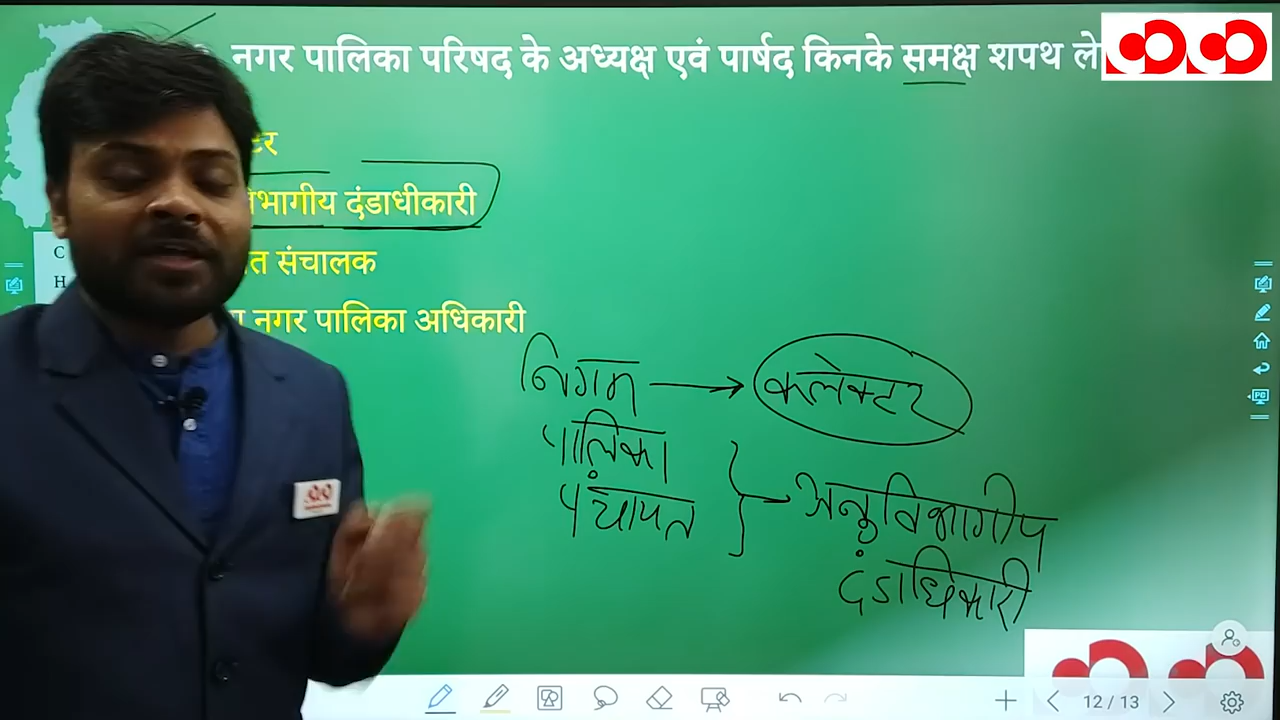 नगर पालिका परिषद के अध्यक्ष एवं पार्षद किनके समक्ष शपथ ले
दंडाधीकारी
संचालक
नगर पालिका अधिकारी
निगम → कलेक्टर
पालिका
पंचायत
अनुविभागीय
दंडाधिकारी
C
H
12 / 13